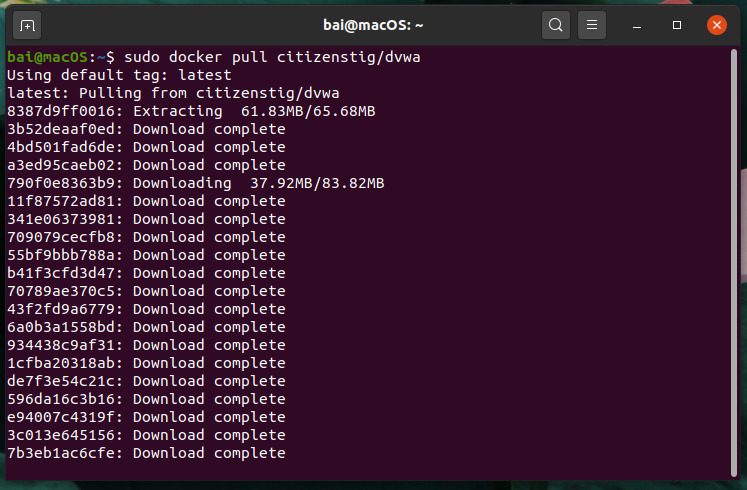 bai@macOS: ~
bai@macOS:~$ sudo docker pull citizenstig/dvwa
Using default tag: latest
latest: Pulling from citizenstig/dvwa
8387d9ff0016: Extracting  61.83MB/65.68MB
3b52deaaf0ed: Download complete
4bd501fad6de: Download complete
a3ed95caeb02: Download complete
790f0e8363b9: Downloading  37.92MB/83.82MB
11f87572ad81: Download complete
341e06373981: Download complete
709079cecfb8: Download complete
55bf9bbb788a: Download complete
b41f3cfd3d47: Download complete
70789ae370c5: Download complete
43f2fd9a6779: Download complete
6a0b3a1558bd: Download complete
934438c9af31: Download complete
1cfba20318ab: Download complete
de7f3e54c21c: Download complete
596da16c3b16: Download complete
e94007c4319f: Download complete
3c013e645156: Download complete
7b3eb1ac6cfe: Download complete